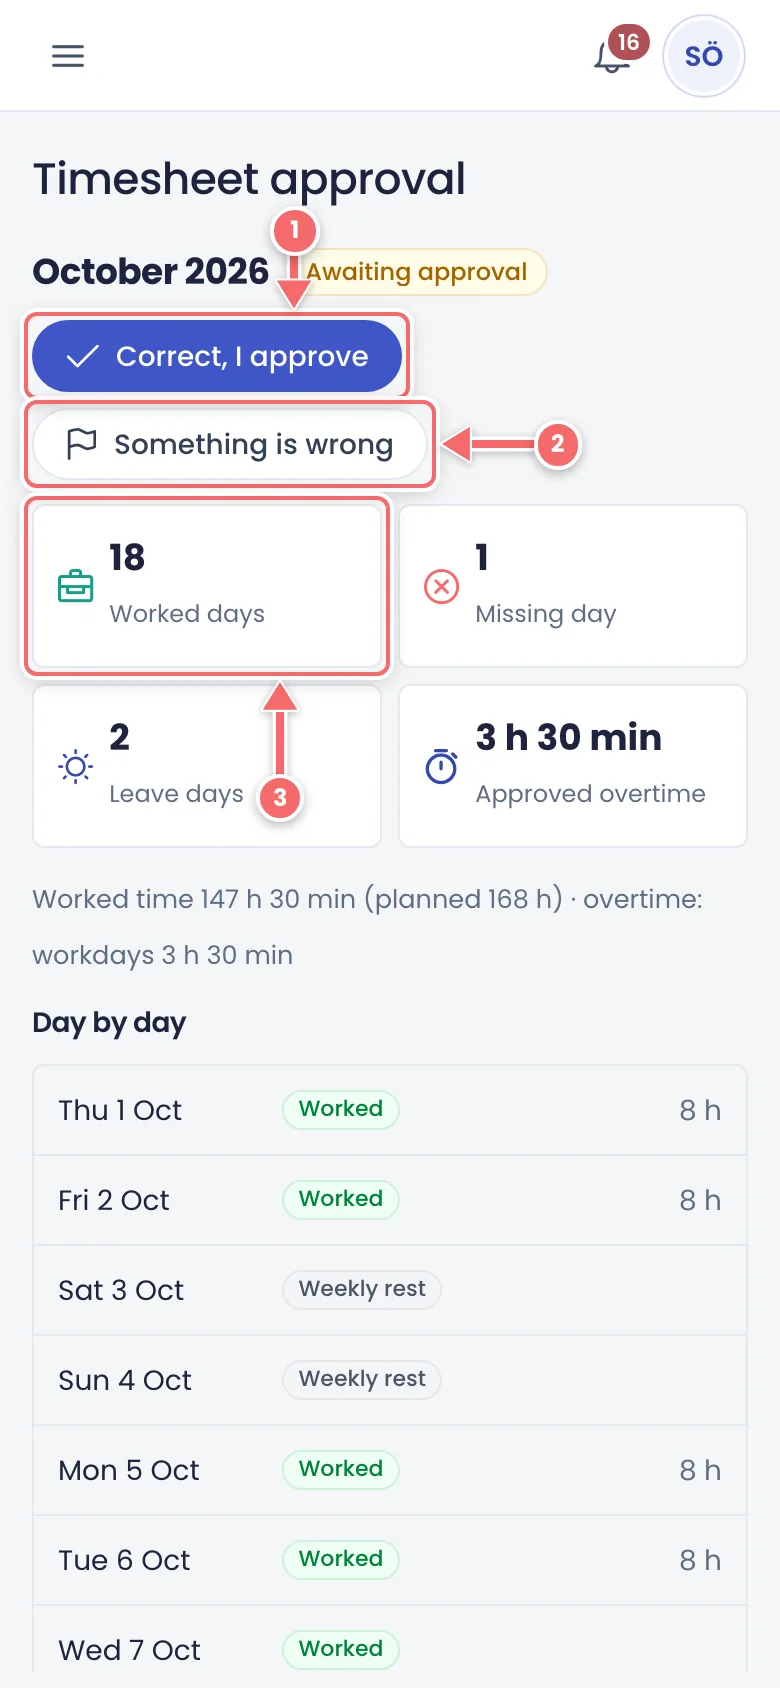 16
SÖ
Timesheet approval
1
October 2026
Awaiting approval
Correct, I approve
Something is wrong
2
18
Worked days
1
Missing day
2
Leave days
3
3 h 30 min
Approved overtime
Worked time 147 h 30 min (planned 168 h) · overtime:
workdays 3 h 30 min
Day by day
Thu 1 Oct Worked 8 h
Fri 2 Oct Worked 8 h
Sat 3 Oct Weekly rest
Sun 4 Oct Weekly rest
Mon 5 Oct Worked 8 h
Tue 6 Oct Worked 8 h
Wed 7 Oct Worked